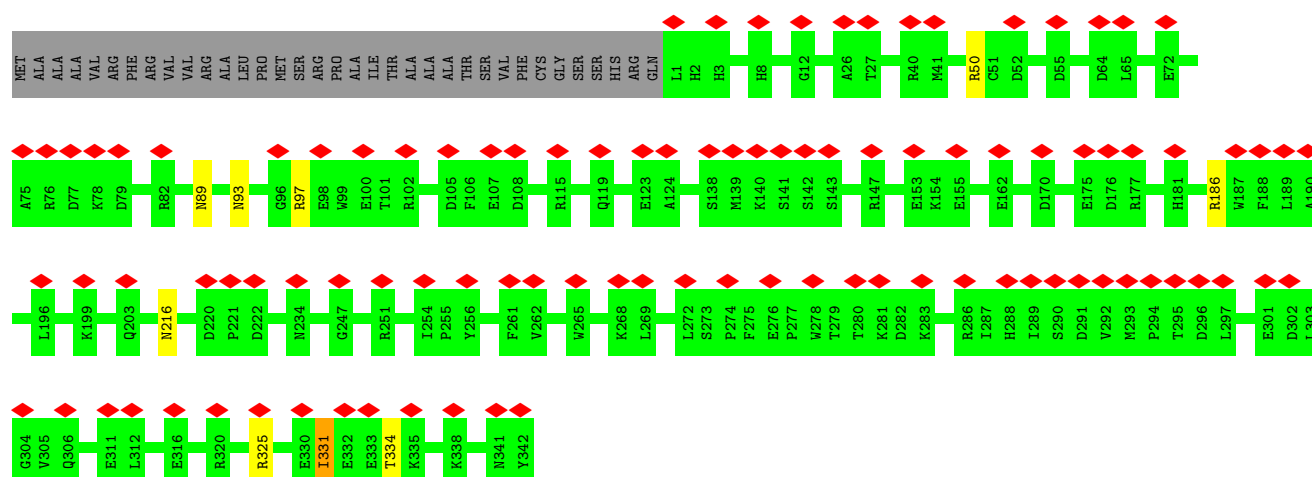 MET ALA ALA ALA VAL ARG PHE ARG VAL VAL ARG ALA LEU PRO MET SER ARG PRO ALA ILE THR ALA ALA ALA THR SER VAL PHE CYS GLY SER SER HIS ARG GLN L1 H2 H3 H8 G12 A26 T27 R40 M41 R50 C51 D52 D55 D64 L65 E72
A75 R76 D77 K78 D79 R82 N89 N93 G96 R97 E98 W99 E100 T101 R102 D105 F106 E107 D108 R115 Q119 E123 A124 S138 M139 K140 S141 S142 S143 R147 E153 K154 E155 E162 D170 E175 D176 R177 H181 R186 W187 F188 L189 A190
L196 K199 Q203 N216 D220 P221 D222 N234 G247 R251 I254 P255 Y256 F261 V262 W265 K268 L269 L272 S273 P274 F275 E276 P277 W278 T279 T280 K281 D282 K283 R286 I287 H288 I289 S290 D291 V292 M293 P294 T295 D296 L297 E301 D302 L303
G304 V305 Q306 E311 L312 E316 R320 R325 E330 I331 E332 E333 T334 K335 K338 N341 Y342